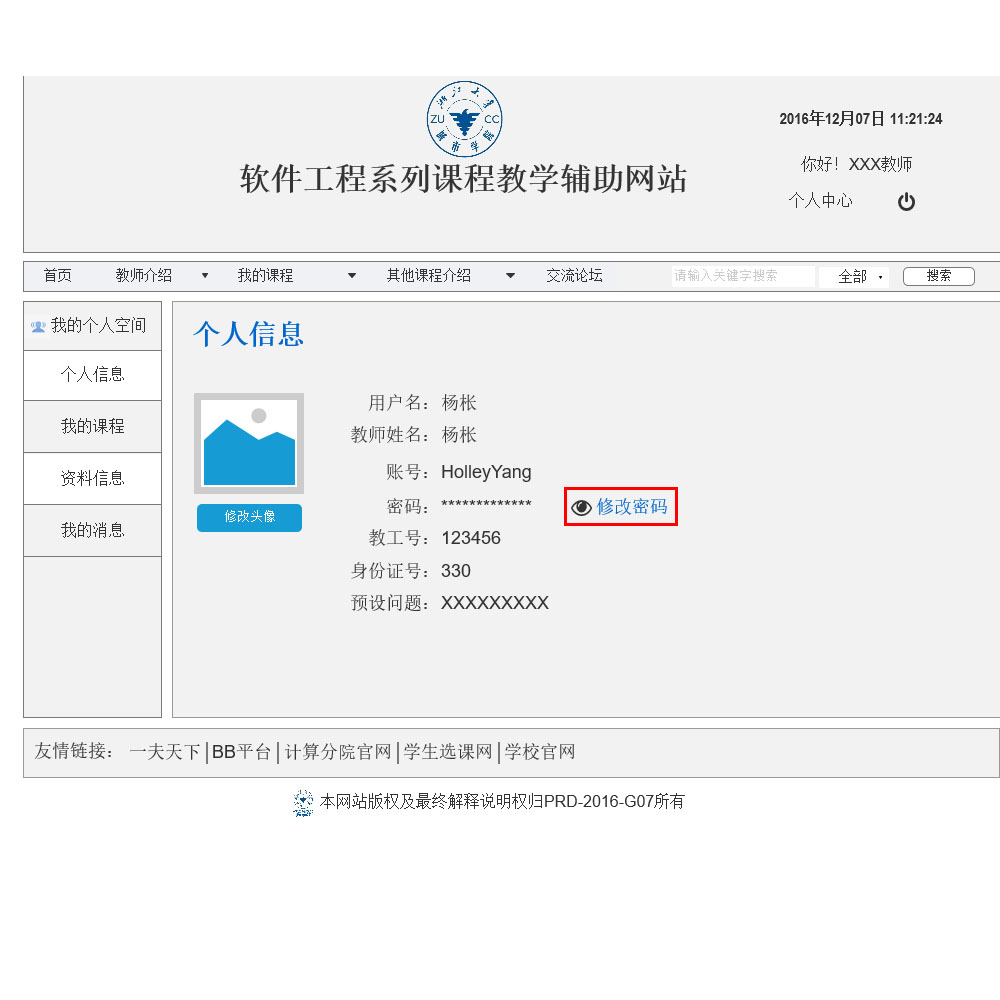 ZU CC
软件工程系列课程教学辅助网站
2016年12月07日 11:21:24
你好！XXX教师
个人中心
首页 教师介绍 我的课程 其他课程介绍 交流论坛 请输入关键字搜索 全部 搜索
我的个人空间
个人信息
我的课程
资料信息
我的消息
个人信息
修改头像
用户名：杨枨
教师姓名：杨枨
账号：HolleyYang
密码：************* 修改密码
教工号：123456
身份证号：330
预设问题：XXXXXXXXX
友情链接： 一夫天下|BB平台|计算分院官网|学生选课网|学校官网
本网站版权及最终解释说明权归PRD-2016-G07所有